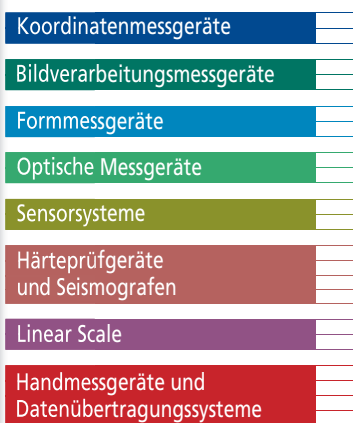 Koordinatenmessgeräte
Bildverarbeitungsmessgeräte
Formmessgeräte
Optische Messgeräte
Sensorsysteme
Härteprüfgeräte
und Seismografen
Linear Scale
Handmessgeräte und
Datenübertragungssysteme